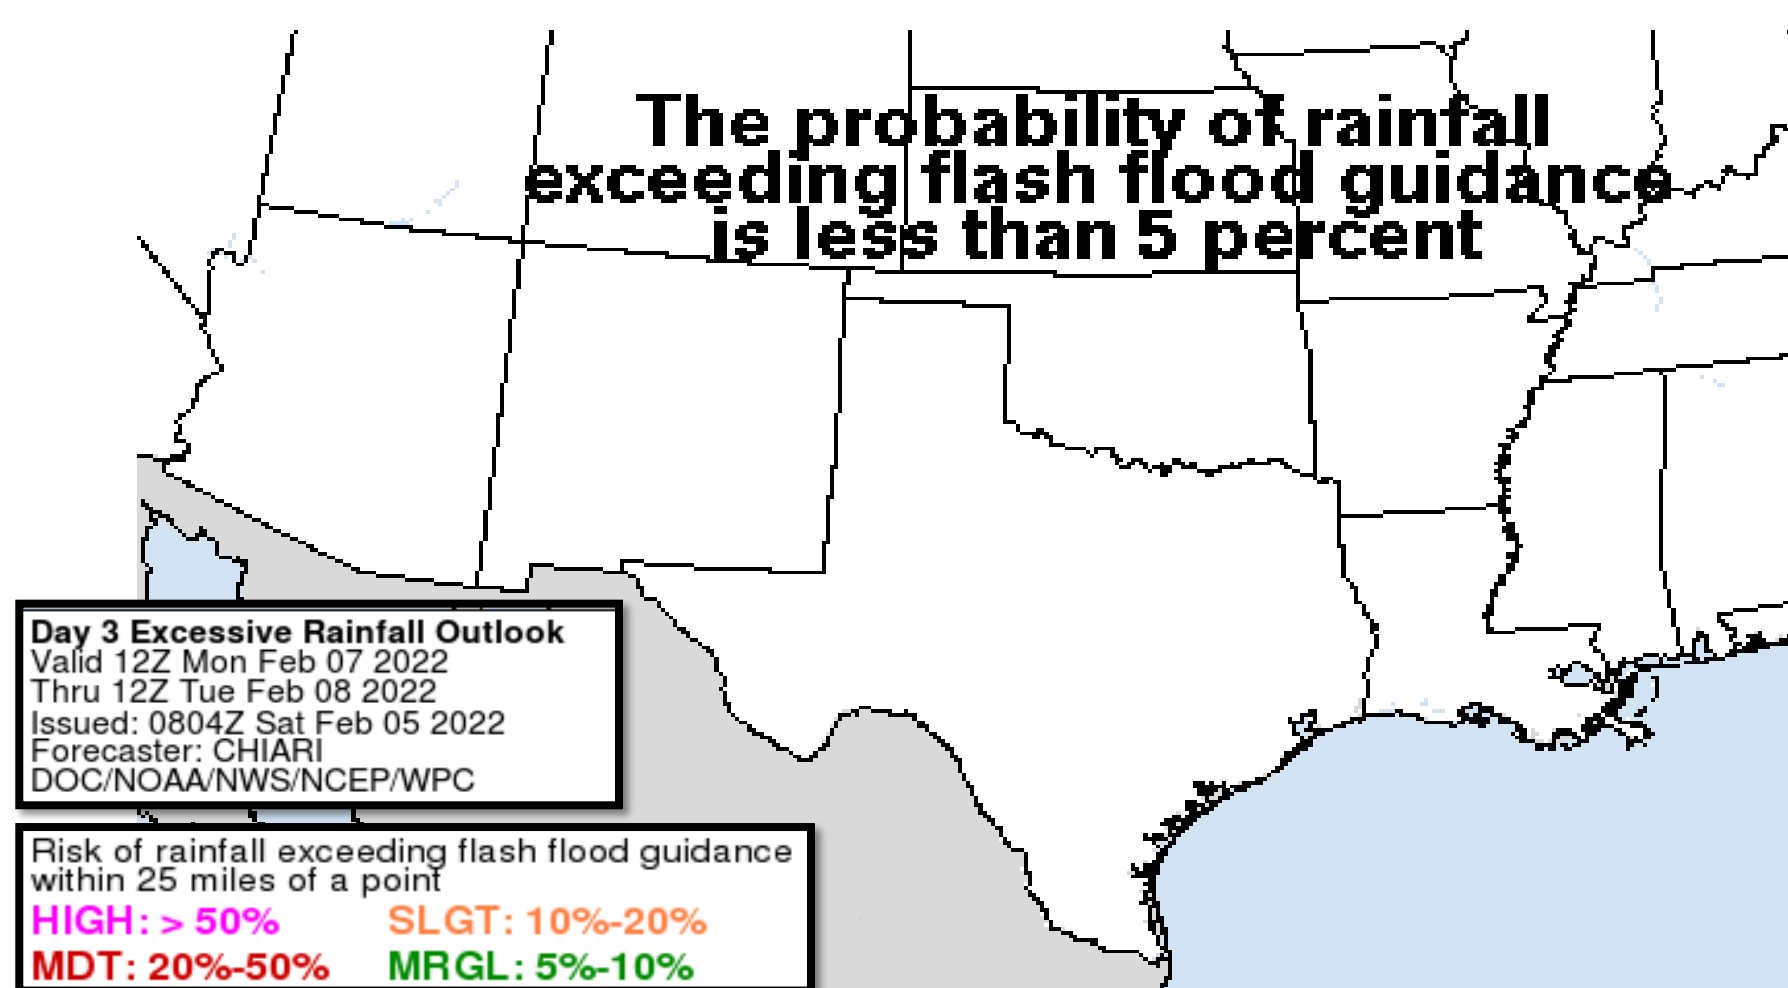 The probability of rainfall
exceeding flash flood guidance
is less than 5 percent
Day 3 Excessive Rainfall Outlook
Valid 12Z Mon Feb 07 2022
Thru 12Z Tue Feb 08 2022
Issued: 0804Z Sat Feb 05 2022
Forecaster: CHIARI
DOC/NOAA/NWS/NCEP/WPC
Risk of rainfall exceeding flash flood guidance
within 25 miles of a point
HIGH: > 50% SLGT: 10%-20%
MDT: 20%-50% MRGL: 5%-10%